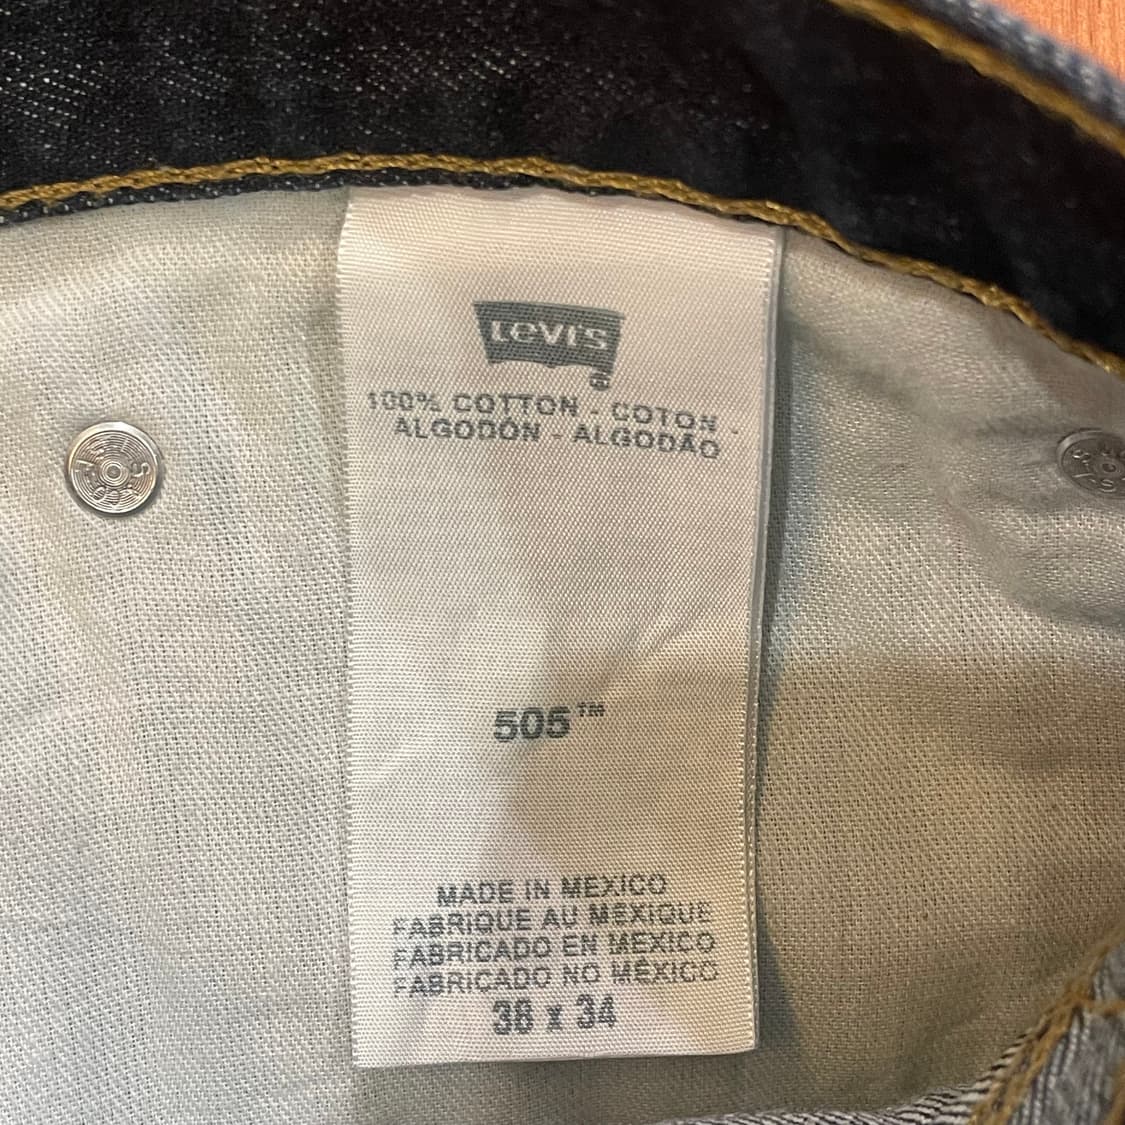 LEVI'S
®
100% COTTON - COTON -
ALGODÓN - ALGODÃO
505™
MADE IN MEXICO
FABRIQUE AU MEXIQUE
FABRICADO EN MEXICO
FABRICADO NO MÉXICO
38 x 34